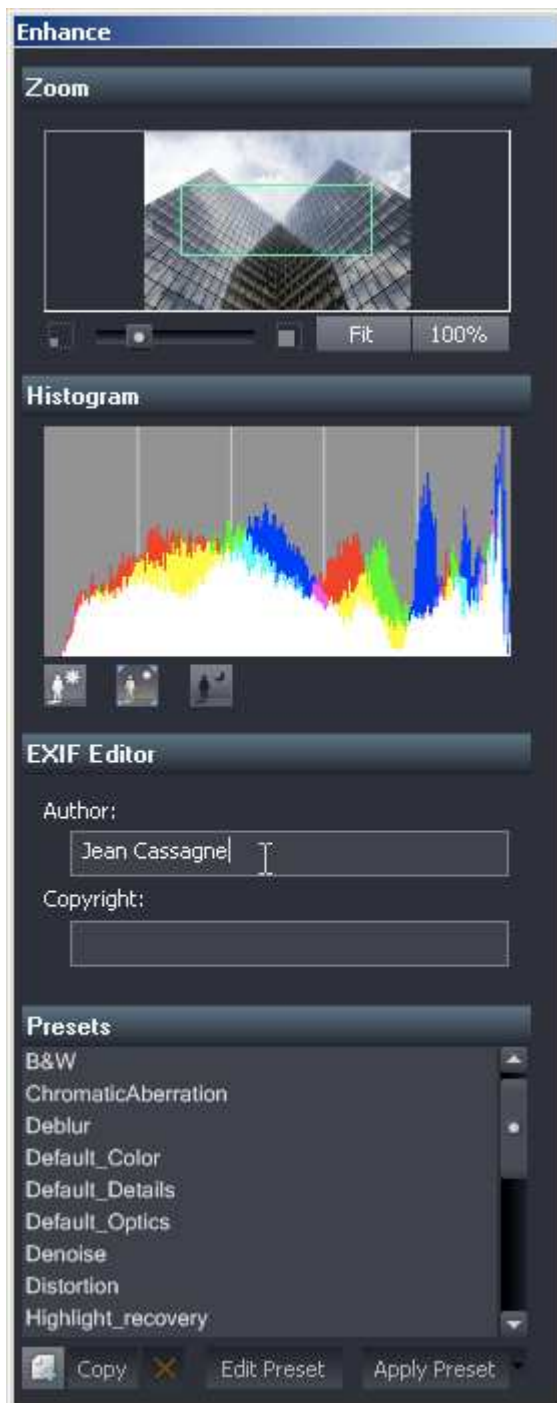 Enhance
Zoom
Fit 100%
Histogram
EXIF Editor
Author:
Jean Cassagne
Copyright:
Presets
B&W
ChromaticAberration
Deblur
Default_Color
Default_Details
Default_Optics
Denoise
Distortion
Highlight_recovery
Copy Edit Preset Apply Preset